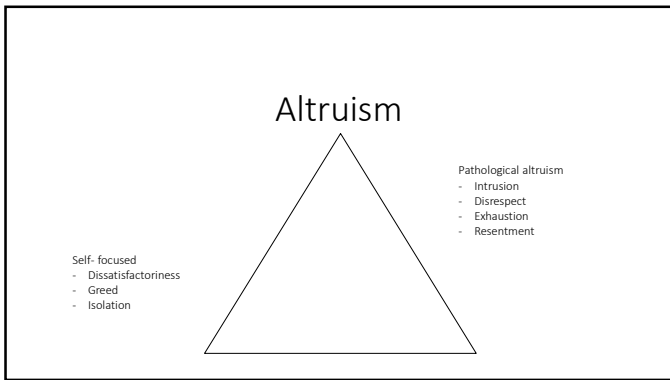 Altruism
Pathological altruism
- Intrusion
- Disrespect
- Exhaustion
- Resentment
Self- focused
- Dissatisfactoriness
- Greed
- Isolation